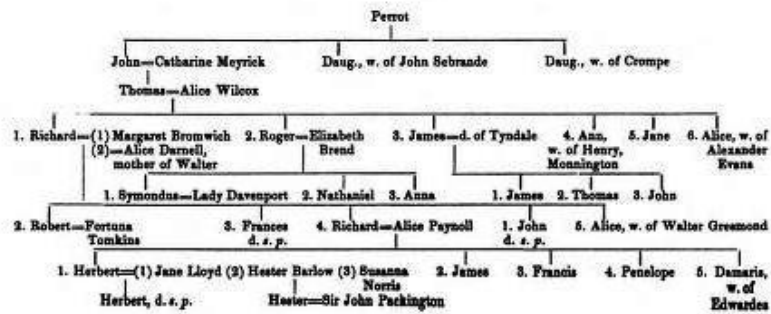 Perrot
John=Catharine Meyrick Daug., w. of John Sebrande Daug., w. of Crompe
Thomas=Alice Wilcox
1. Richard=(1) Margaret Bromwich 2. Roger=Elizabeth 3. James=d. of Tyndale 4. Ann, 5. Jane 6. Alice, w. of
(2)=Alice Darnell, Brend w. of Henry, Alexander
mother of Walter Monnington Evans
1. Symondus=Lady Davenport 2. Nathaniel 3. Anna 1. James 2. Thomas 3. John
2. Robert=Fortuna 3. Frances 4. Richard=Alice Paynoll 1. John 5. Alice, w. of Walter Gresmond
Tomkins d. s. p. d. s. p.
1. Herbert=(1) Jane Lloyd (2) Hester Barlow (3) Susanna 2. James 3. Francis 4. Penelope 5. Damaris,
Norris w. of
Herbert, d. s. p. Hester=Sir John Packington Edwardes